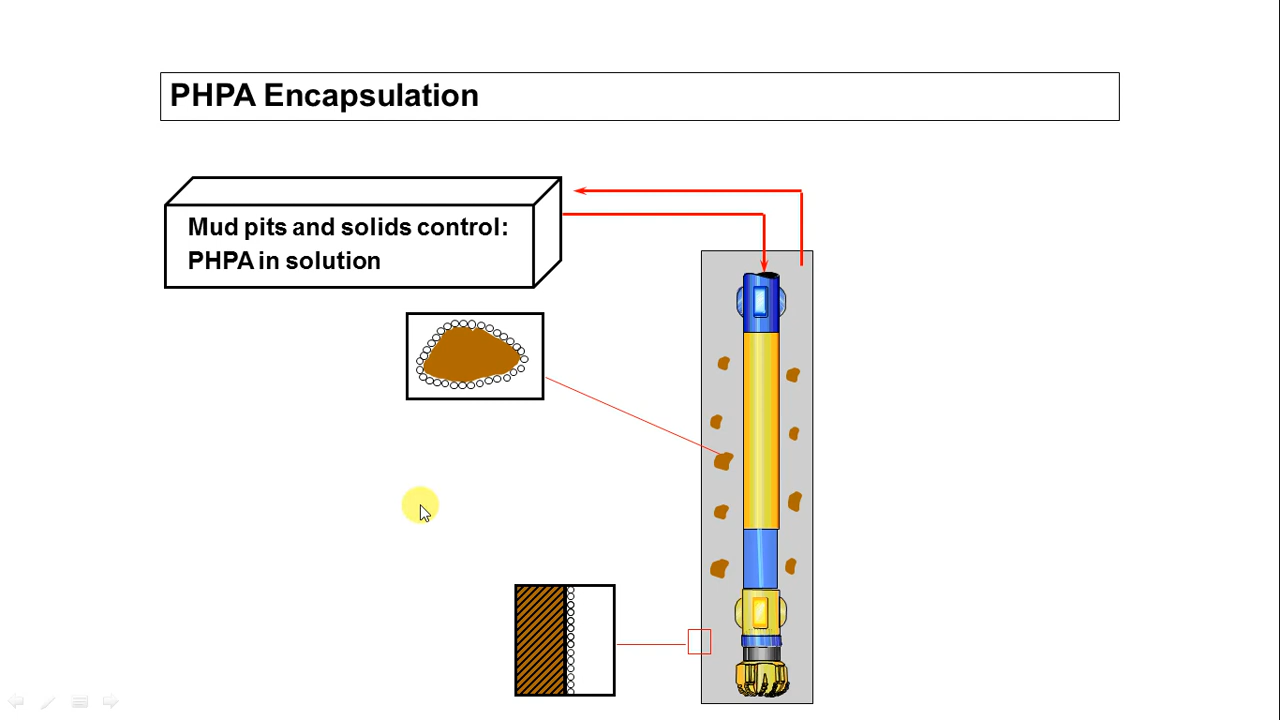 PHPA Encapsulation
Mud pits and solids control:
PHPA in solution